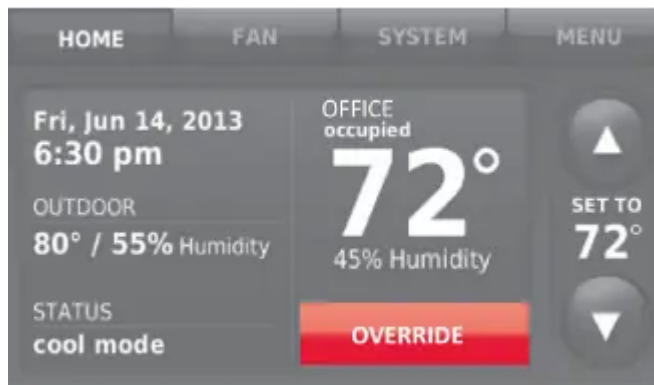 HOME FAN SYSTEM MENU
Fri, Jun 14, 2013
6:30 pm
OUTDOOR
80° / 55% Humidity
STATUS
cool mode
OFFICE
occupied
72°
45% Humidity
OVERRIDE
SET TO
72°